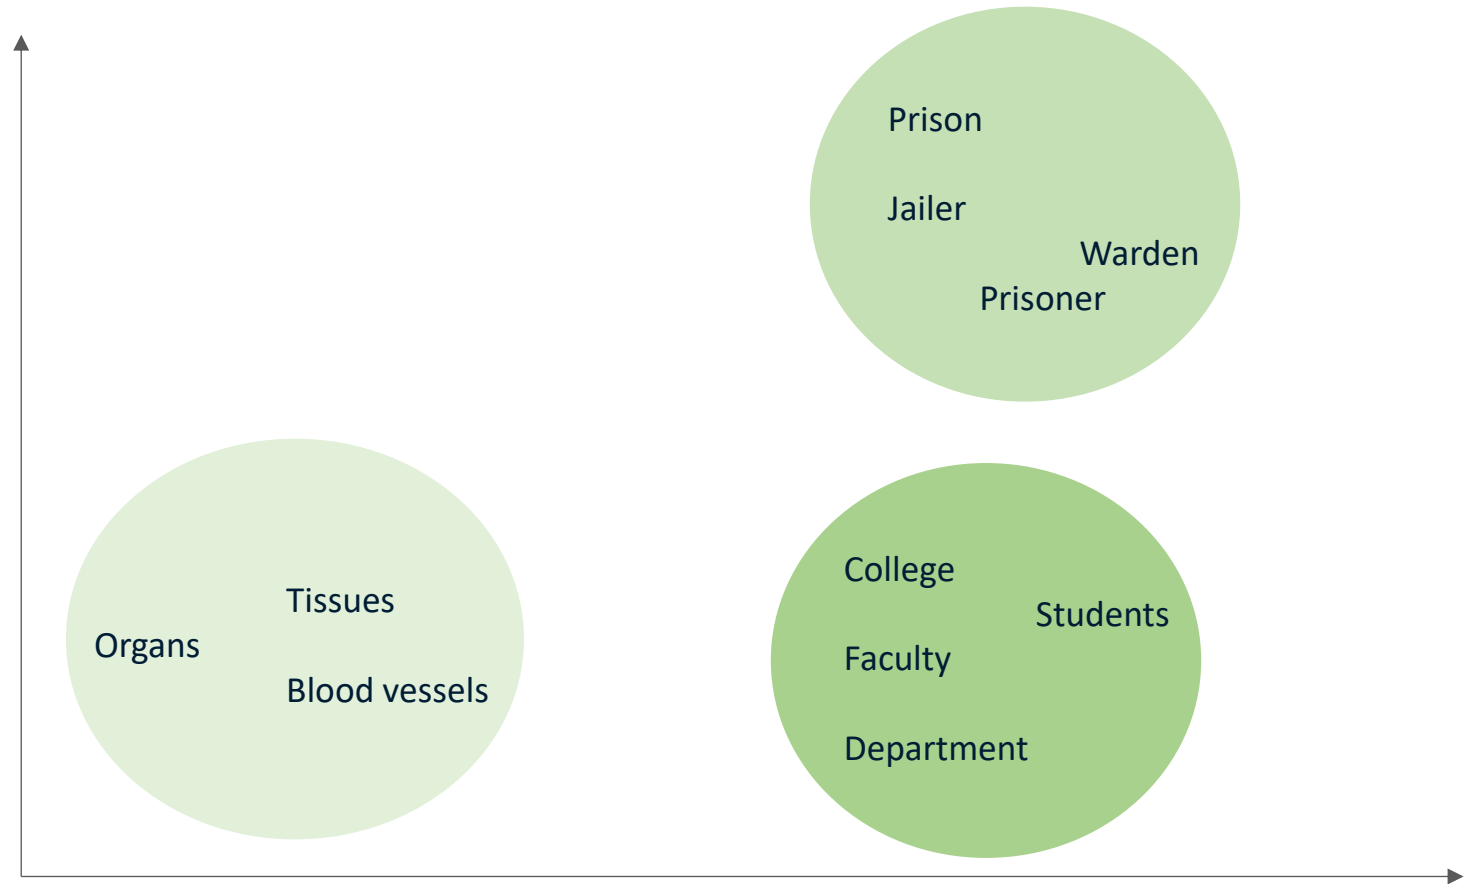 Prison
Jailer
Warden
Prisoner
Tissues
Organs
Blood vessels
College
Students
Faculty
Department